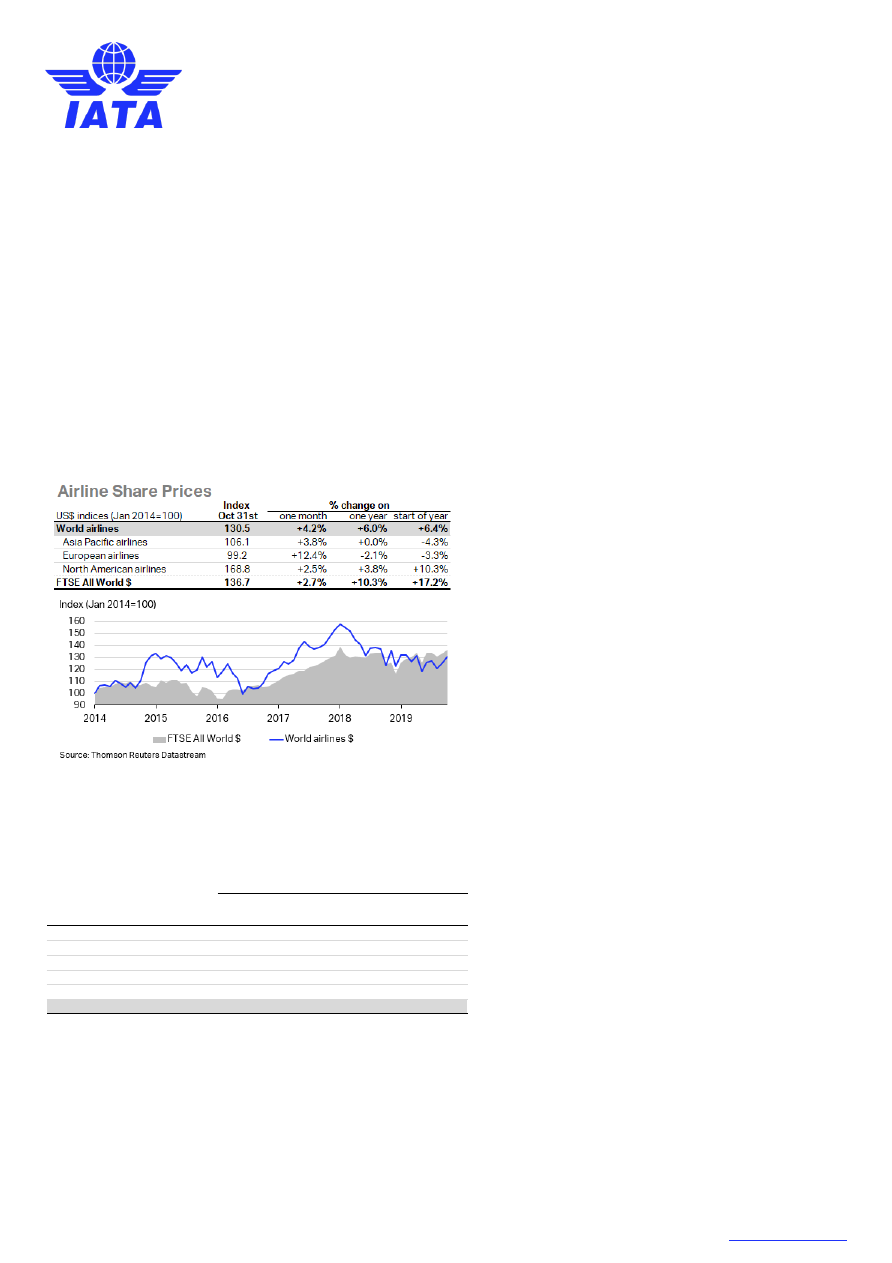 IATA
Airline Share Prices
Index % change on
US$ indices (Jan 2014=100) Oct 31st one month one year start of year
World airlines 130.5 +4.2% +6.0% +6.4%
Asia Pacific airlines 106.1 +3.8% +0.0% -4.3%
European airlines 99.2 +12.4% -2.1% -3.3%
North American airlines 168.8 +2.5% +3.8% +10.3%
FTSE All World $ 136.7 +2.7% +10.3% +17.2%
Index (Jan 2014=100)
160
150
140
130
120
110
100
90
2014 2015 2016 2017 2018 2019
FTSE All World $ World airlines $
Source: Thomson Reuters Datastream